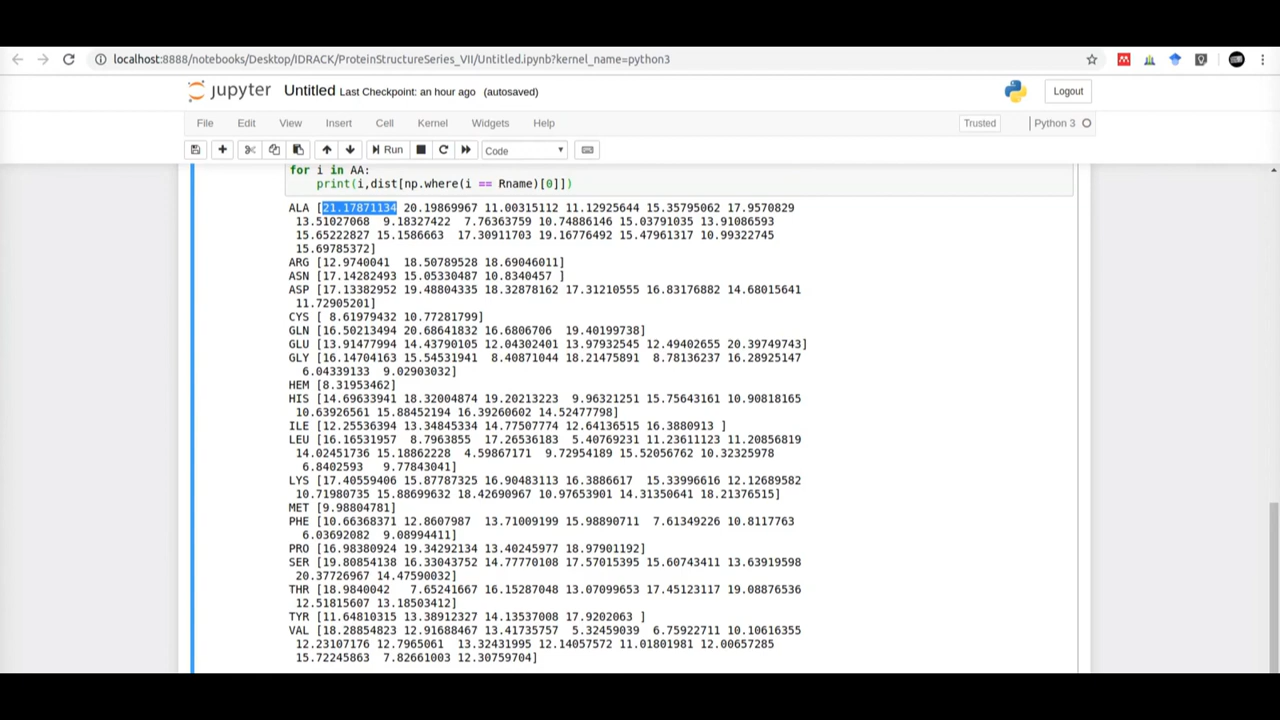 localhost:8888/notebooks/Desktop/IDRACK/ProteinStructureSeries_VII/Untitled.ipynb?kernel_name=python3
jupyter Untitled Last Checkpoint: an hour ago (autosaved) Logout
File Edit View Insert Cell Kernel Widgets Help Trusted Python 3
Run Code
for i in AA:
print(i,dist[np.where(i == Rname)[0]])
ALA [21.17871134 20.19869967 11.00315112 11.12925644 15.35795062 17.9570829
13.51027068 9.18327422 7.76363759 10.74886146 15.03791035 13.91086593
15.65222827 15.1586663 17.30911703 19.16776492 15.47961317 10.99322745
15.69785372]
ARG [12.9740041 18.50789528 18.69046011]
ASN [17.14282493 15.05330487 10.8340457 ]
ASP [17.13382952 19.48804335 18.32878162 17.31210555 16.83176882 14.68015641
11.72905201]
CYS [ 8.61979432 10.77281799]
GLN [16.50213494 20.68641832 16.6806706 19.40199738]
GLU [13.91477994 14.43790105 12.04302401 13.97932545 12.49402655 20.39749743]
GLY [16.14704163 15.54531941 8.40871044 18.21475891 8.78136237 16.28925147
6.04339133 9.02903032]
HEM [8.31953462]
HIS [14.69633941 18.32004874 19.20213223 9.96321251 15.75643161 10.90818165
10.63926561 15.88452194 16.39260602 14.52477798]
ILE [12.25536394 13.34845334 14.77507774 12.64136515 16.3880913 ]
LEU [16.16531957 8.7963855 17.26536183 5.40769231 11.23611123 11.20856819
14.02451736 15.18862228 4.59867171 9.72954189 15.52056762 10.32325978
6.8402593 9.77843041]
LYS [17.40559406 15.87787325 16.90483113 16.3886617 15.33996616 12.12689582
10.71980735 15.88699632 18.42690967 10.97653901 14.31350641 18.21376515]
MET [9.98804781]
PHE [10.66368371 12.8607987 13.71009199 15.98890711 7.61349226 10.8117763
6.03692082 9.08994411]
PRO [16.98380924 19.34292134 13.40245977 18.97901192]
SER [19.80854138 16.33043752 14.77770108 17.57015395 15.60743411 13.63919598
20.37726967 14.47590032]
THR [18.9840042 7.65241667 16.15287048 13.07099653 17.45123117 19.08876536
12.51815607 13.18503412]
TYR [11.64810315 13.38912327 14.13537008 17.9202063 ]
VAL [18.28854823 12.91688467 13.41735757 5.32459039 6.75922711 10.10616355
12.23107176 12.7965061 13.32431995 12.14057572 11.01801981 12.00657285
15.72245863 7.82661003 12.30759704]